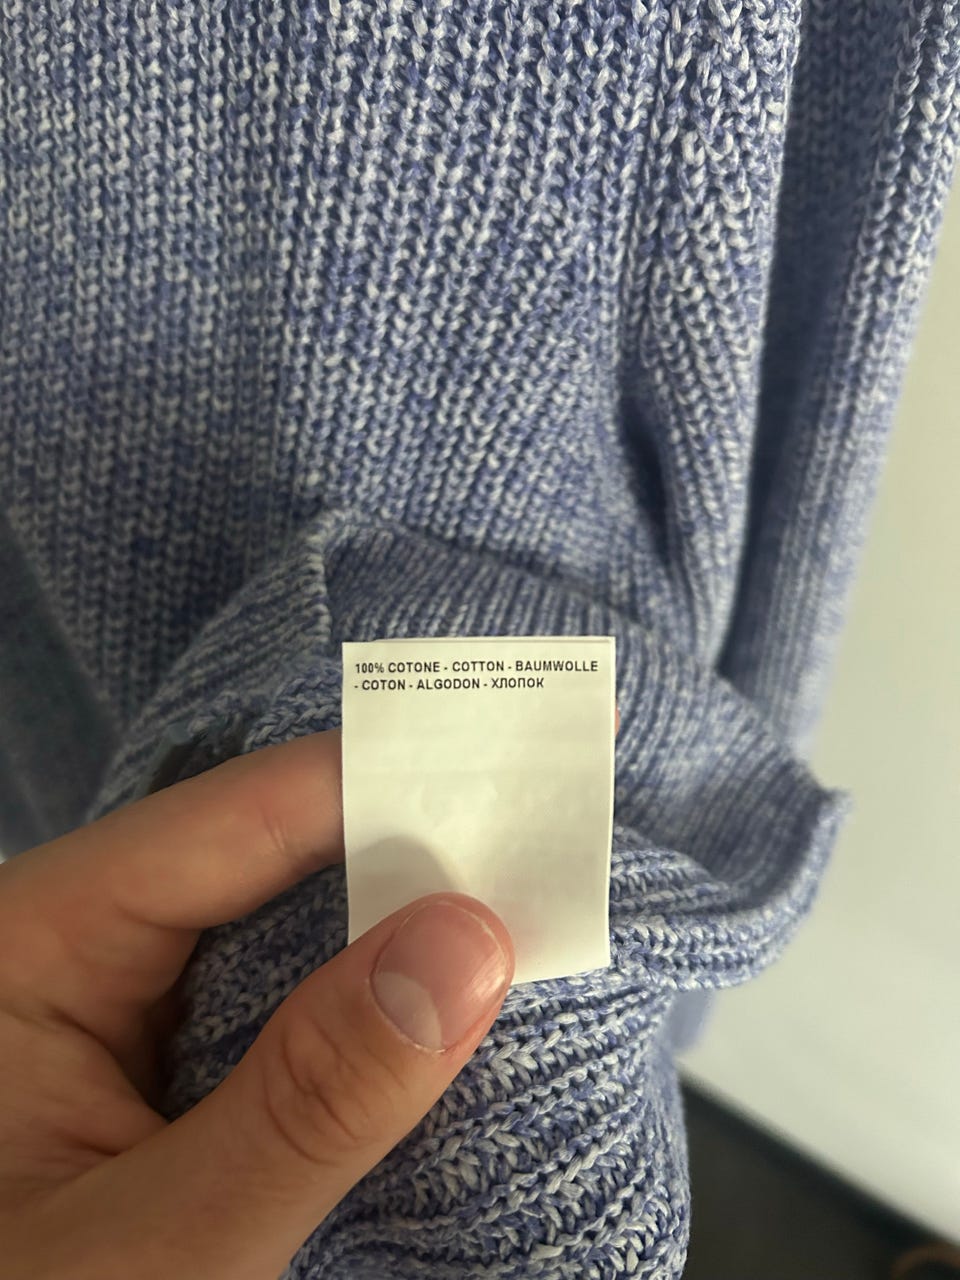 100% COTONE - COTTON - BAUMWOLLE
- COTON - ALGODON - ХЛОПОК